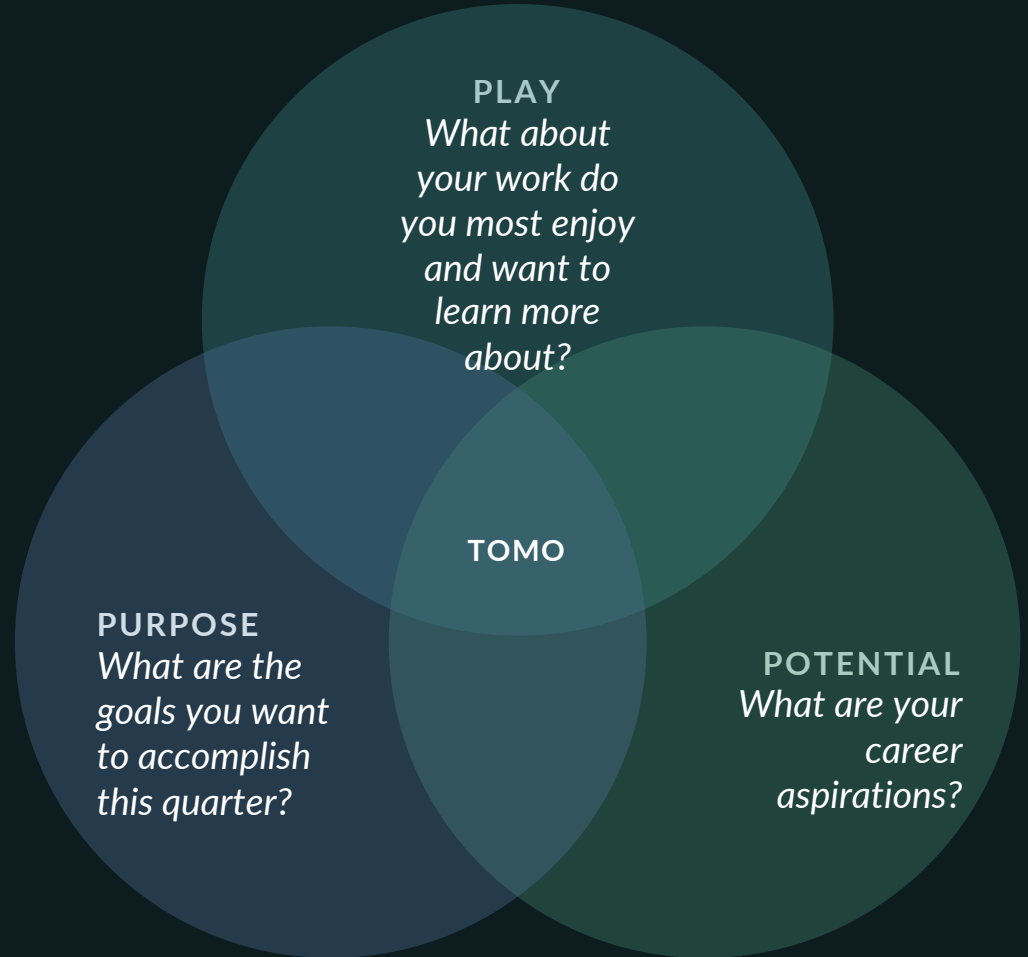 PLAY
What about
your work do
you most enjoy
and want to
learn more
about?
TOMO
PURPOSE
What are the
goals you want
to accomplish
this quarter?
POTENTIAL
What are your
career
aspirations?